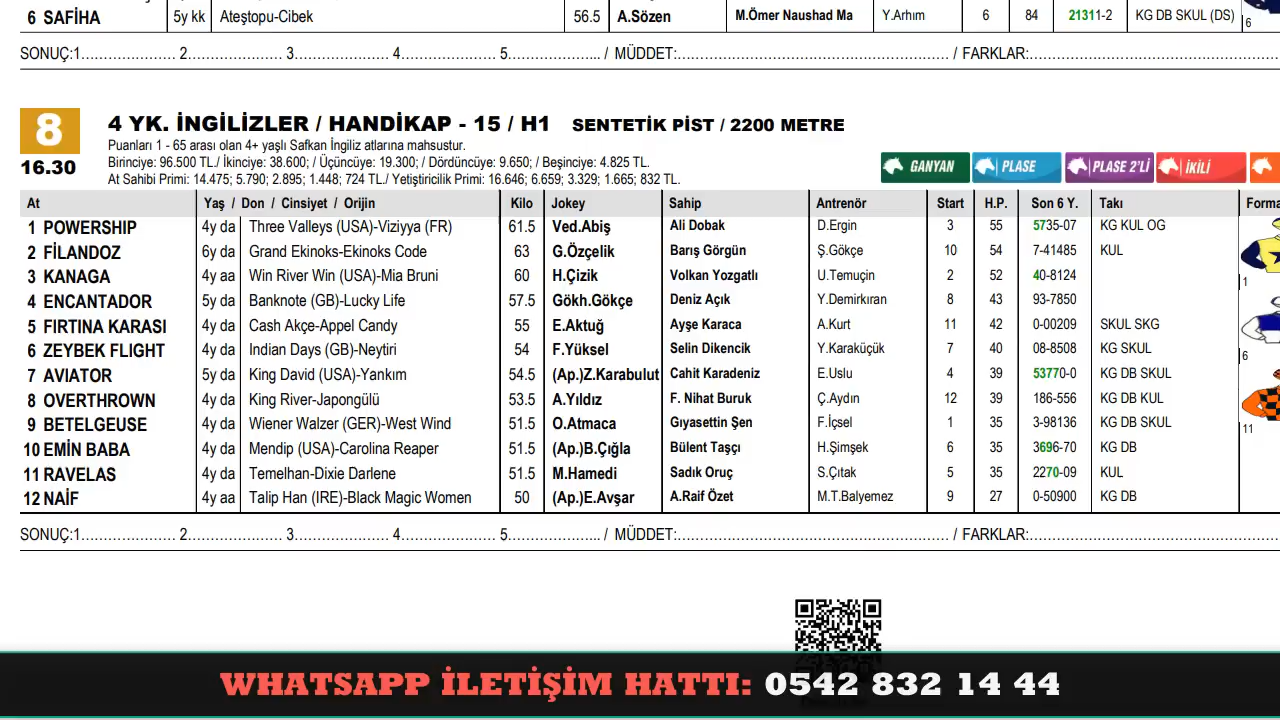 6 SAFİHA 5y kk Ateştopu-Cibek 56.5 A.Sözen M.Ömer Naushad Ma Y.Arhım 6 84 21311-2 KG DB SKUL (DS)
6
SONUÇ:1..................... 2..................... 3..................... 4..................... 5..................... / MÜDDET:...................................................... / FARKLAR:......................................................
8 4 YK. İNGİLİZLER / HANDİKAP - 15 / H1 SENTETİK PİST / 2200 METRE
16.30
Puanları 1 - 65 arası olan 4+ yaşlı Safkan İngiliz atlarına mahsustur.
Birinciye: 96.500 TL./ İkinciye: 38.600; / Üçüncüye: 19.300; / Dördüncüye: 9.650; / Beşinciye: 4.825 TL.
At Sahibi Primi: 14.475; 5.790; 2.895; 1.448; 724 TL./ Yetiştiricilik Primi: 16.646; 6.659; 3.329; 1.665; 832 TL.
GANYAN PLASE PLASE 2'Lİ İKİLİ
At Yaş / Don / Cinsiyet / Orijin Kilo Jokey Sahip Antrenör Start H.P. Son 6 Y. Takı Forma
1 POWERSHIP 4y da Three Valleys (USA)-Viziyya (FR) 61.5 Ved.Abiş Ali Dobak D.Ergin 3 55 5735-07 KG KUL OG
2 FİLANDOZ 6y da Grand Ekinoks-Ekinoks Code 63 G.Özçelik Barış Görgün Ş.Gökçe 10 54 7-41485 KUL
3 KANAGA 4y aa Win River Win (USA)-Mia Bruni 60 H.Çizik Volkan Yozgatlı U.Temuçin 2 52 40-8124
1
4 ENCANTADOR 5y da Banknote (GB)-Lucky Life 57.5 Gökh.Gökçe Deniz Açık Y.Demirkıran 8 43 93-7850
5 FIRTINA KARASI 4y da Cash Akçe-Appel Candy 55 E.Aktuğ Ayşe Karaca A.Kurt 11 42 0-00209 SKUL SKG
6 ZEYBEK FLIGHT 4y da Indian Days (GB)-Neytiri 54 F.Yüksel Selin Dikencik Y.Karaküçük 7 40 08-8508 KG SKUL
6
7 AVIATOR 5y da King David (USA)-Yankım 54.5 (Ap.)Z.Karabulut Cahit Karadeniz E.Uslu 4 39 53770-0 KG DB SKUL
8 OVERTHROWN 4y da King River-Japongülü 53.5 A.Yıldız F. Nihat Buruk Ç.Aydın 12 39 186-556 KG DB KUL
9 BETELGEUSE 4y da Wiener Walzer (GER)-West Wind 51.5 O.Atmaca Gıyasettin Şen F.İçsel 1 35 3-98136 KG DB SKUL
11
10 EMİN BABA 4y da Mendip (USA)-Carolina Reaper 51.5 (Ap.)B.Çığla Bülent Taşçı H.Şimşek 6 35 3696-70 KG DB
11 RAVELAS 4y da Temelhan-Dixie Darlene 51.5 M.Hamedi Sadık Oruç S.Çıtak 5 35 2270-09 KUL
12 NAİF 4y aa Talip Han (IRE)-Black Magic Women 50 (Ap.)E.Avşar A.Raif Özet M.T.Balyemez 9 27 0-50900 KG DB
SONUÇ:1..................... 2..................... 3..................... 4..................... 5..................... / MÜDDET:...................................................... / FARKLAR:......................................................
WHATSAPP İLETİŞİM HATTI: 0542 832 14 44